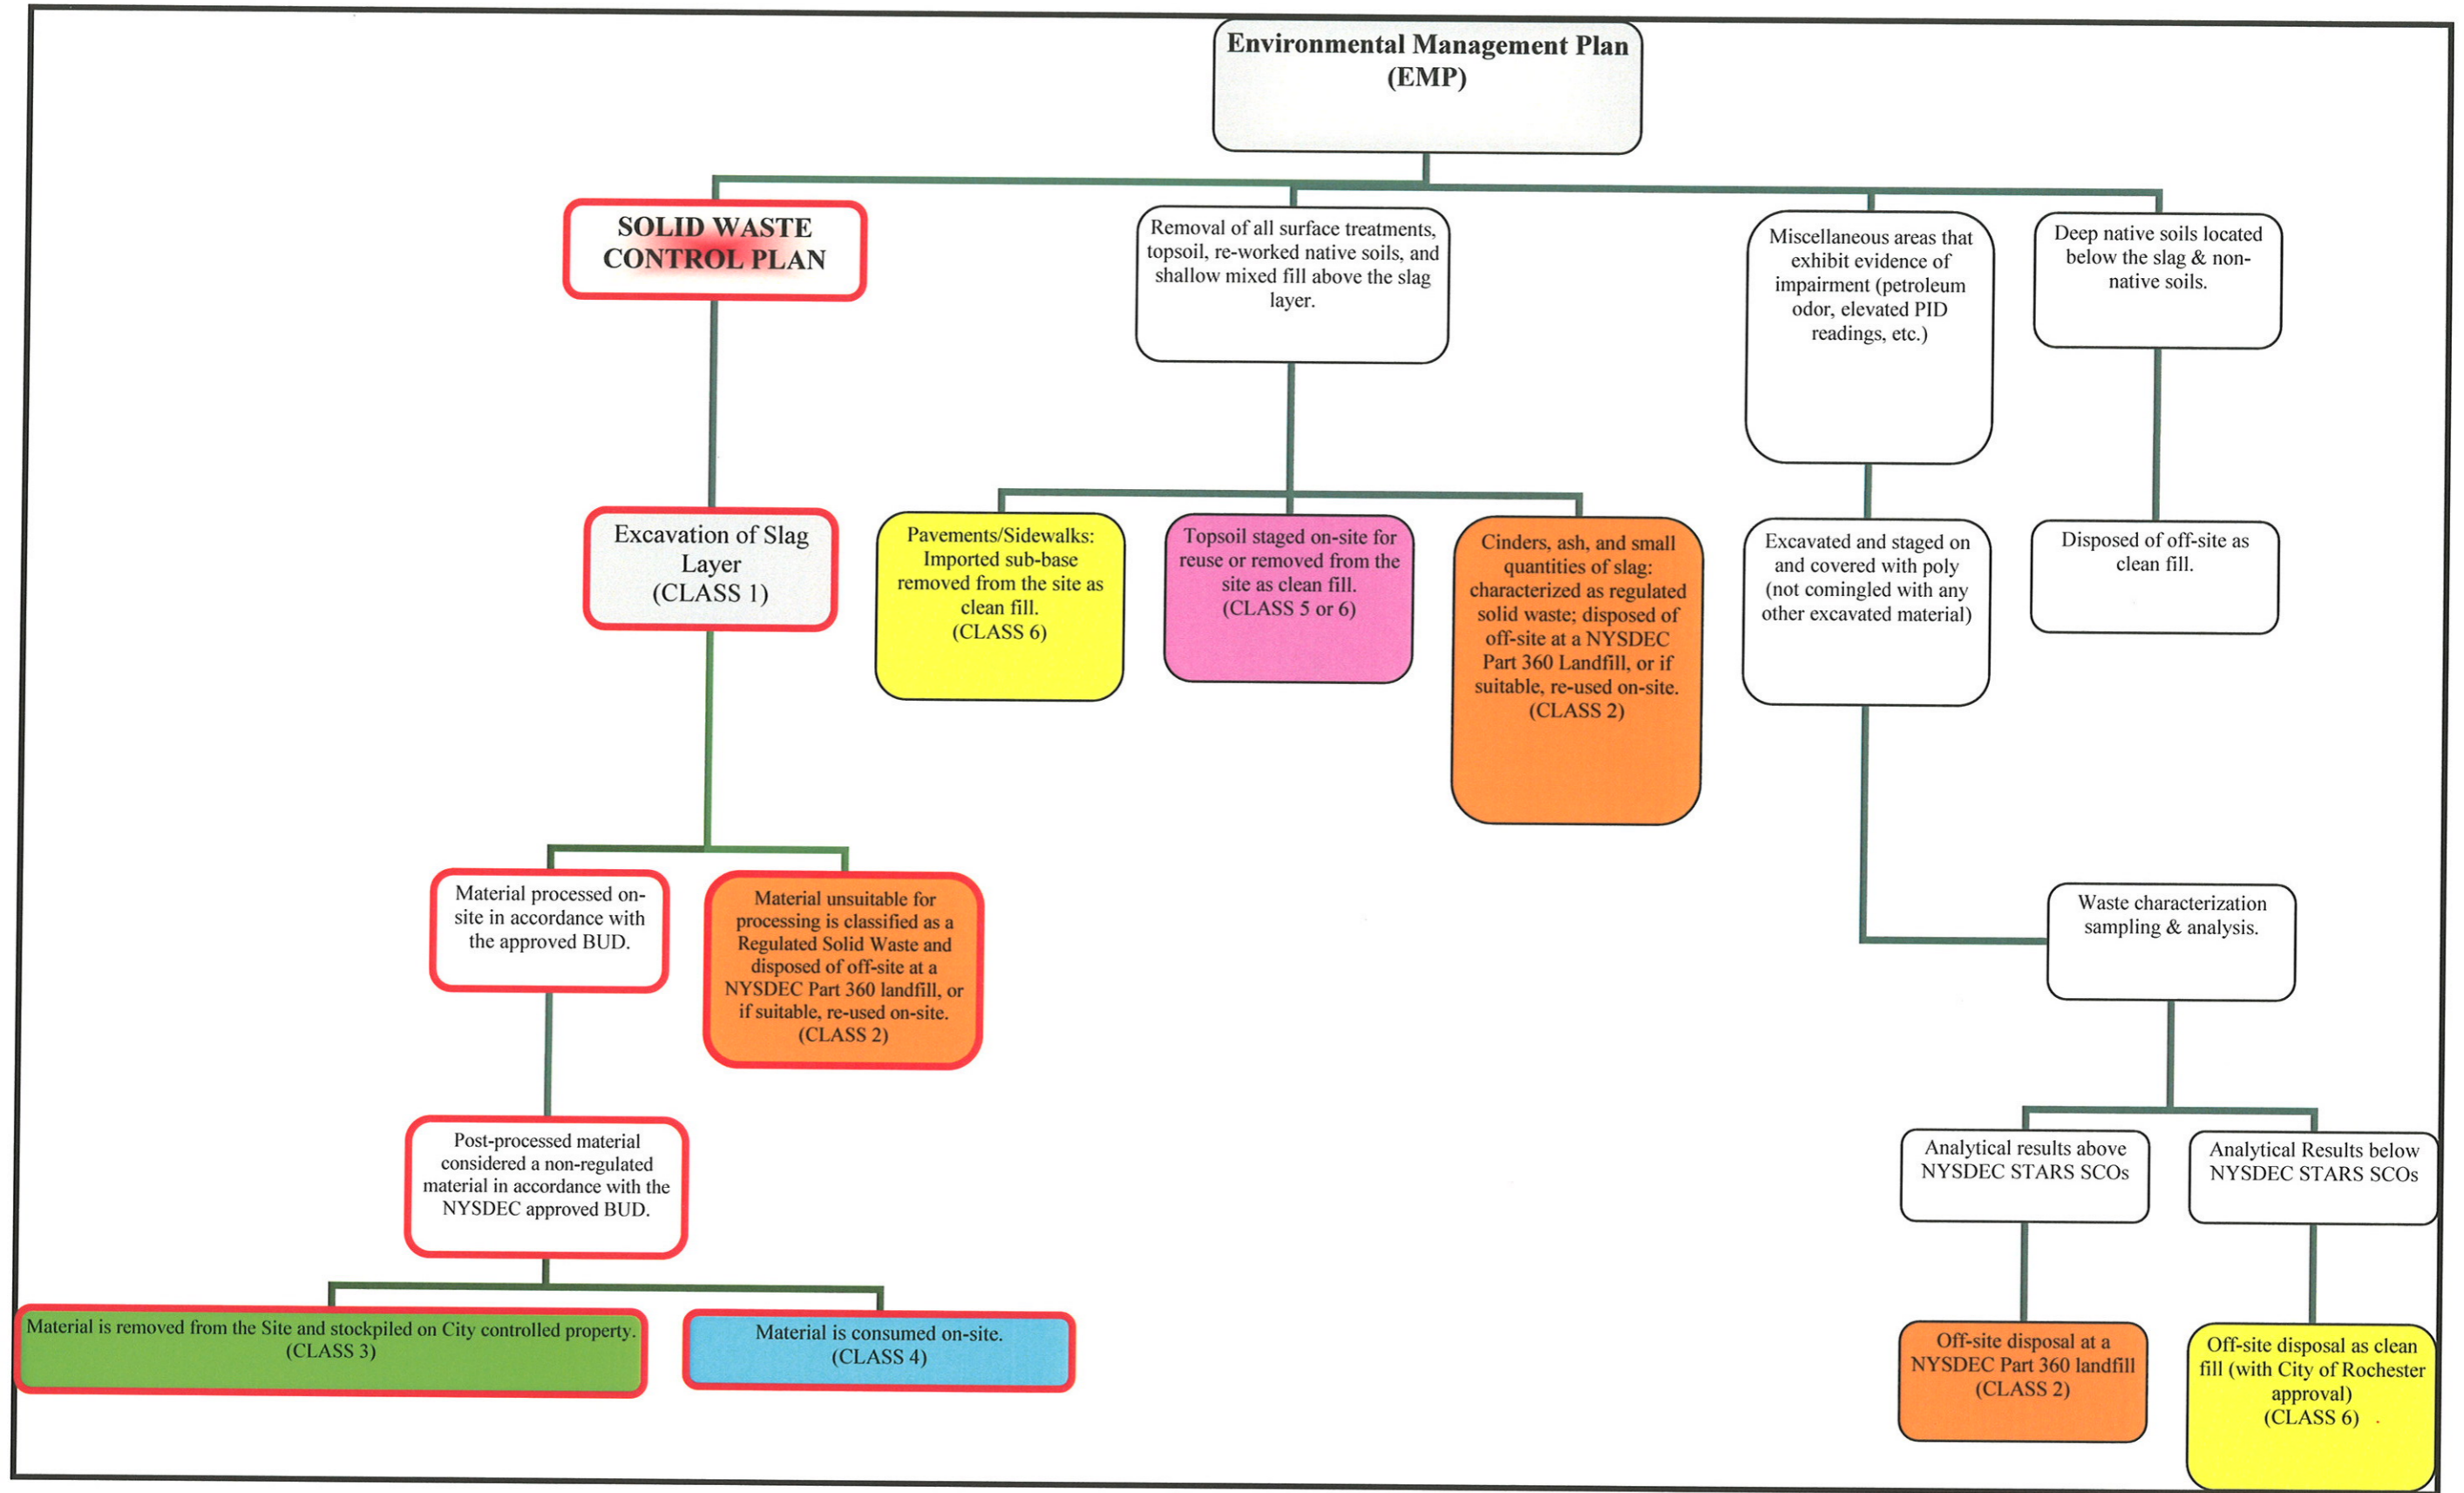 Environmental Management Plan
(EMP)
SOLID WASTE
CONTROL PLAN
Removal of all surface treatments,
topsoil, re-worked native soils, and
shallow mixed fill above the slag
layer.
Miscellaneous areas that
exhibit evidence of
impairment (petroleum
odor, elevated PID
readings, etc.)
Deep native soils located
below the slag & non-
native soils.
Excavation of Slag
Layer
(CLASS 1)
Pavements/Sidewalks:
Imported sub-base
removed from the site as
clean fill.
(CLASS 6)
Topsoil staged on-site for
reuse or removed from the
site as clean fill.
(CLASS 5 or 6)
Cinders, ash, and small
quantities of slag:
characterized as regulated
solid waste; disposed of
off-site at a NYSDEC
Part 360 Landfill, or if
suitable, re-used on-site.
(CLASS 2)
Excavated and staged on
and covered with poly
(not comingled with any
other excavated material)
Disposed of off-site as
clean fill.
Material processed on-
site in accordance with
the approved BUD.
Material unsuitable for
processing is classified as a
Regulated Solid Waste and
disposed of off-site at a
NYSDEC Part 360 landfill, or
if suitable, re-used on-site.
(CLASS 2)
Waste characterization
sampling & analysis.
Post-processed material
considered a non-regulated
material in accordance with the
NYSDEC approved BUD.
Analytical results above
NYSDEC STARS SCOs
Analytical Results below
NYSDEC STARS SCOs
Material is removed from the Site and stockpiled on City controlled property.
(CLASS 3)
Material is consumed on-site.
(CLASS 4)
Off-site disposal at a
NYSDEC Part 360 landfill
(CLASS 2)
Off-site disposal as clean
fill (with City of Rochester
approval)
(CLASS 6)